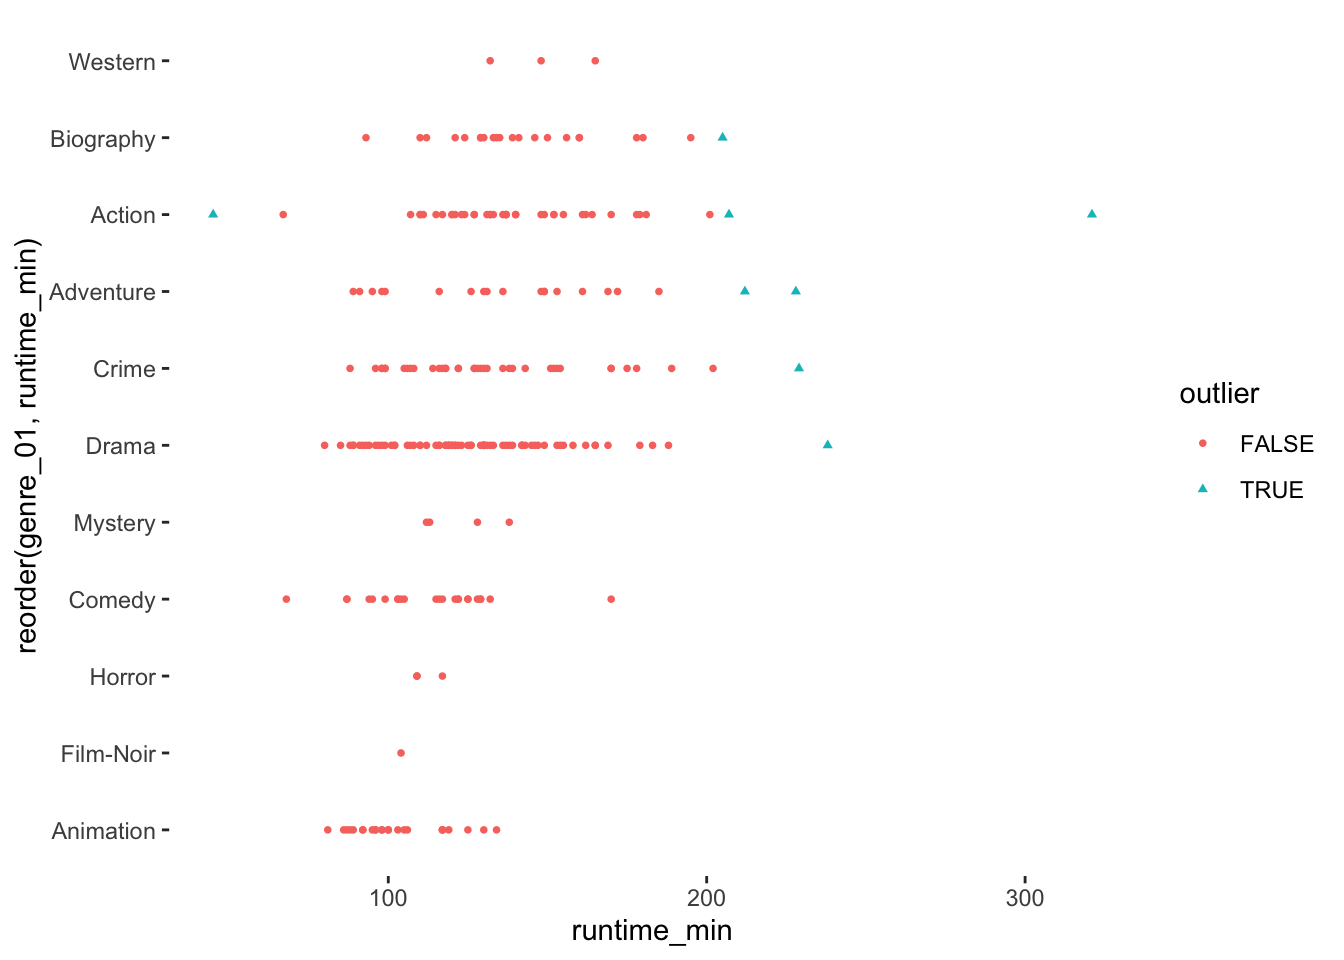 Western
Biography
Action
Adventure
Crime
Drama
Mystery
Comedy
Horror
Film-Noir
Animation
reorder(genre_01, runtime_min)
100 200 300
runtime_min
outlier
FALSE
TRUE